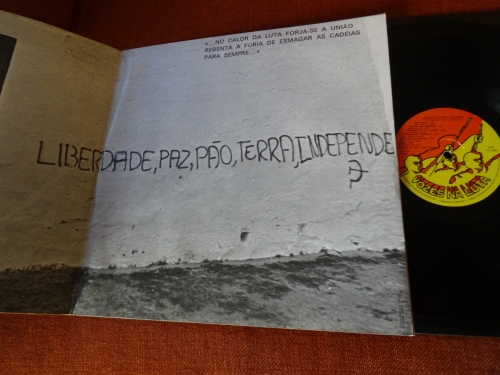 «...NO CALOR DA LUTA FORJA-SE A UNIÃO
REBENTA A FURIA DE ESMAGAR AS CADEIAS
PARA SEMPRE...»
LIBERDADE, PAZ, PÃO, TERRA, INDEPENDE
VOZES NA LUTA